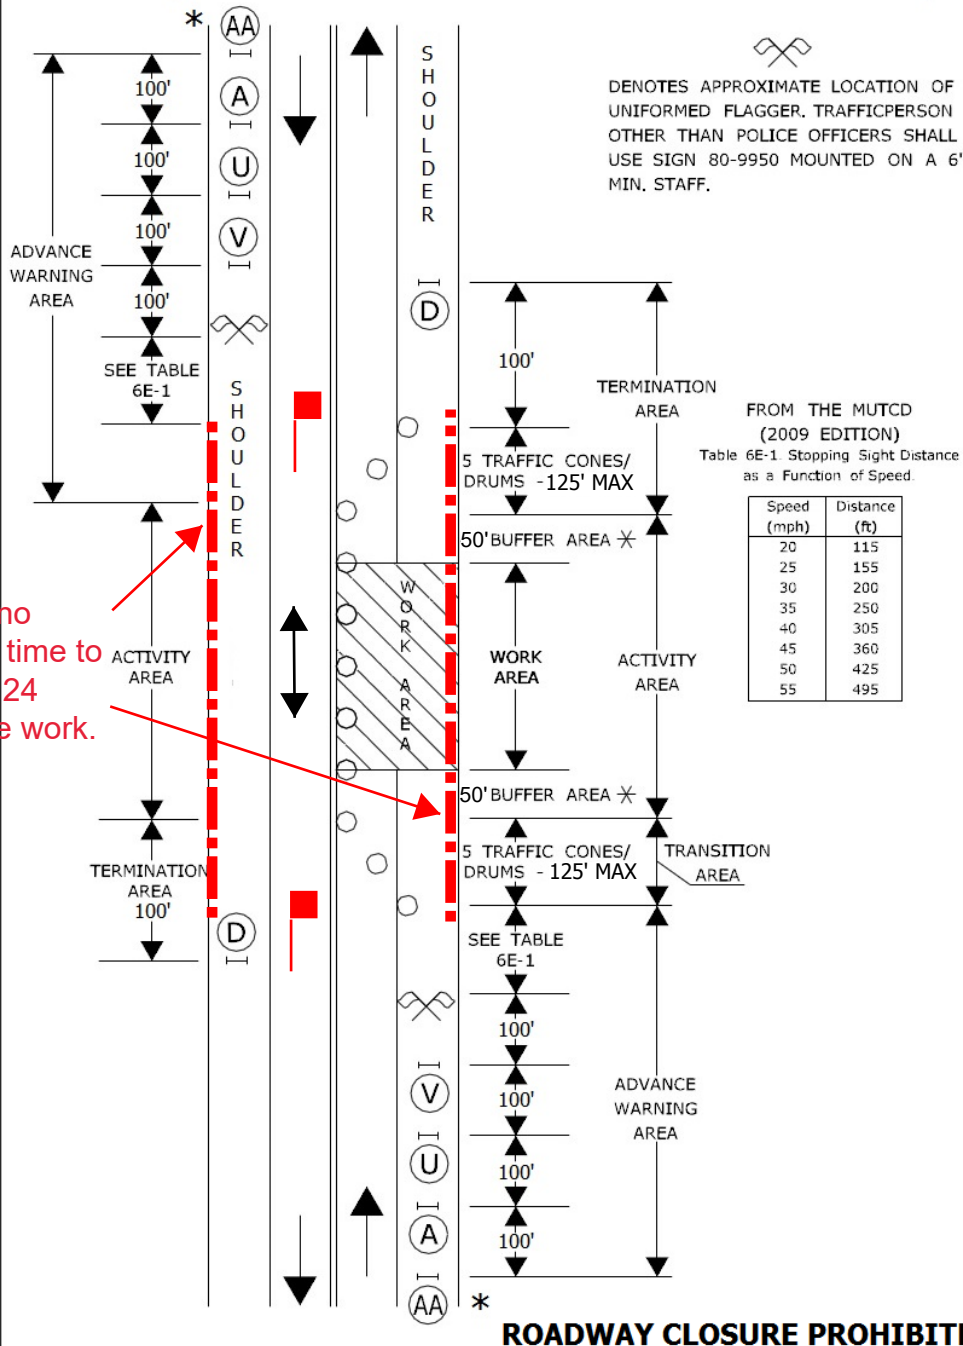 * AA
A
U
V
100'
100'
100'
100'
ADVANCE
WARNING
AREA
SEE TABLE
6E-1
SHOULDER
SHOULDER
DENOTES APPROXIMATE LOCATION OF
UNIFORMED FLAGGER. TRAFFICPERSON
OTHER THAN POLICE OFFICERS SHALL
USE SIGN 80-9950 MOUNTED ON A 6'
MIN. STAFF.
D
100'
TERMINATION
AREA
5 TRAFFIC CONES/
DRUMS - 125' MAX
50' BUFFER AREA *
FROM THE MUTCD
(2009 EDITION)
Table 6E-1. Stopping Sight Distance
as a Function of Speed.
Speed Distance
(mph) (ft)
20 115
25 155
30 200
35 250
40 305
45 360
50 425
55 495
no
time to
24
work.
ACTIVITY
AREA
WORK AREA
WORK
AREA
ACTIVITY
AREA
50' BUFFER AREA *
5 TRAFFIC CONES/
DRUMS - 125' MAX
TRANSITION
AREA
TERMINATION
AREA
100'
D
SEE TABLE
6E-1
100'
100'
100'
100'
ADVANCE
WARNING
AREA
V
U
A
AA *
ROADWAY CLOSURE PROHIBITE